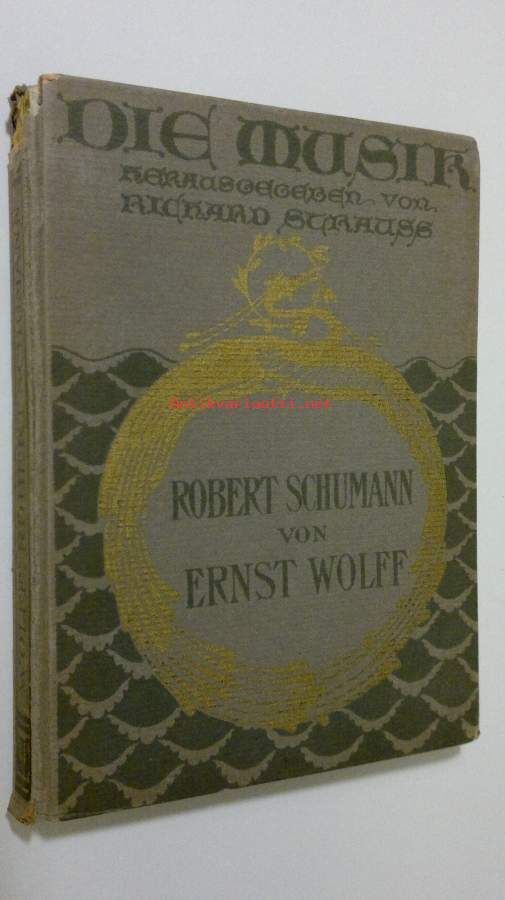 DIE MUSIK
HERAUSGEGEBEN VON
RICHARD STRAUSS
Antikvariaatti.net
ROBERT SCHUMANN
VON
ERNST WOLFF